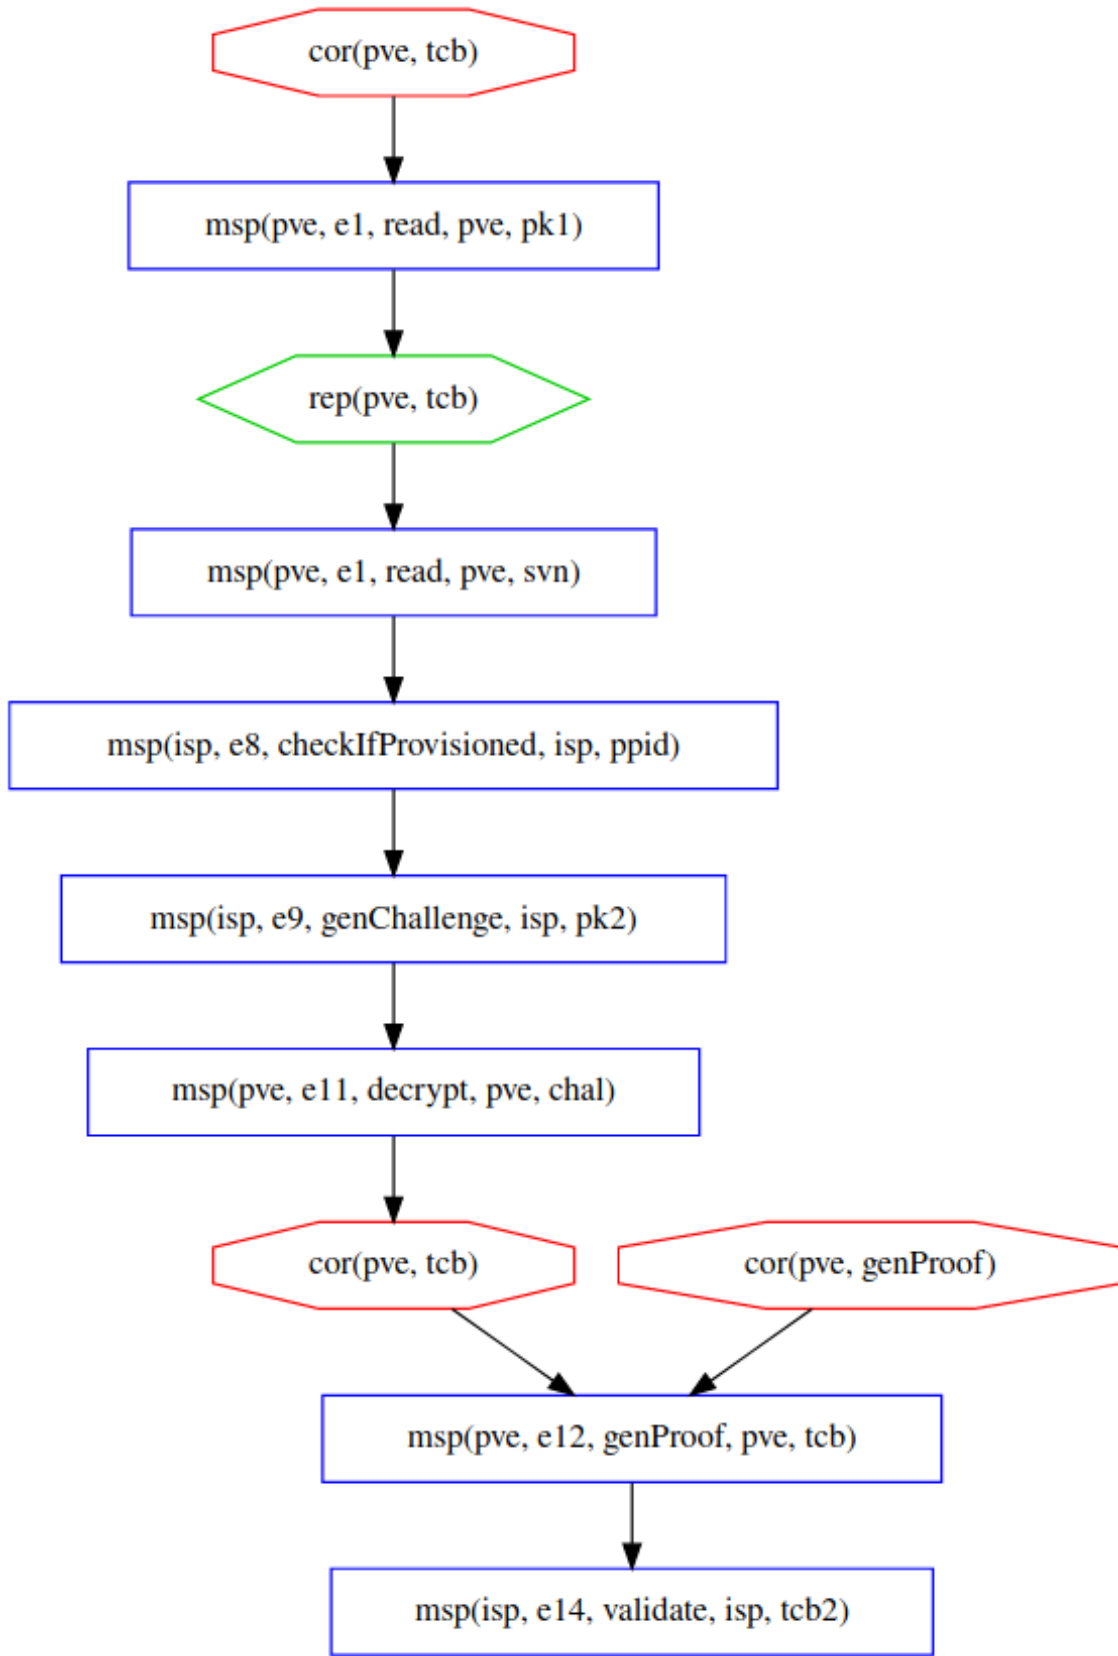 cor(pve, tcb)
msp(pve, e1, read, pve, pk1)
rep(pve, tcb)
msp(pve, e1, read, pve, svn)
msp(isp, e8, checkIfProvisioned, isp, ppid)
msp(isp, e9, genChallenge, isp, pk2)
msp(pve, e11, decrypt, pve, chal)
cor(pve, tcb)
cor(pve, genProof)
msp(pve, e12, genProof, pve, tcb)
msp(isp, e14, validate, isp, tcb2)